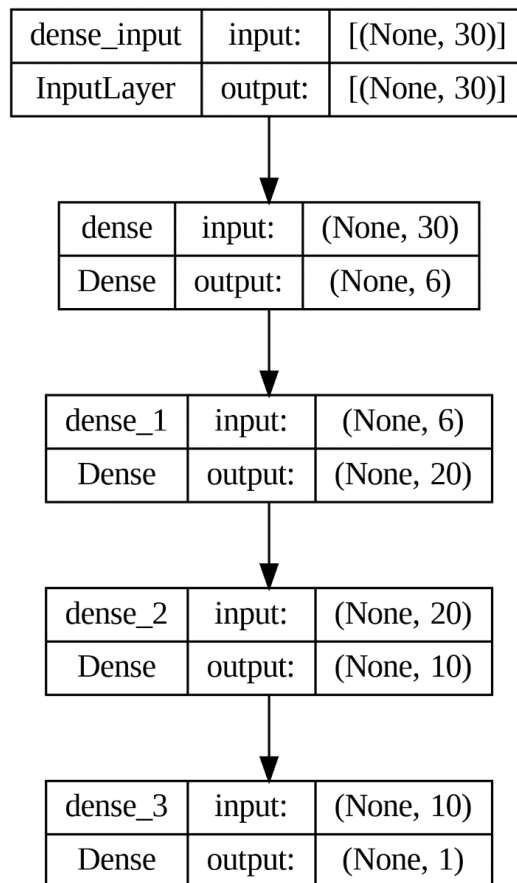 dense_input input: [(None, 30)]
InputLayer output: [(None, 30)]
dense input: (None, 30)
Dense output: (None, 6)
dense_1 input: (None, 6)
Dense output: (None, 20)
dense_2 input: (None, 20)
Dense output: (None, 10)
dense_3 input: (None, 10)
Dense output: (None, 1)